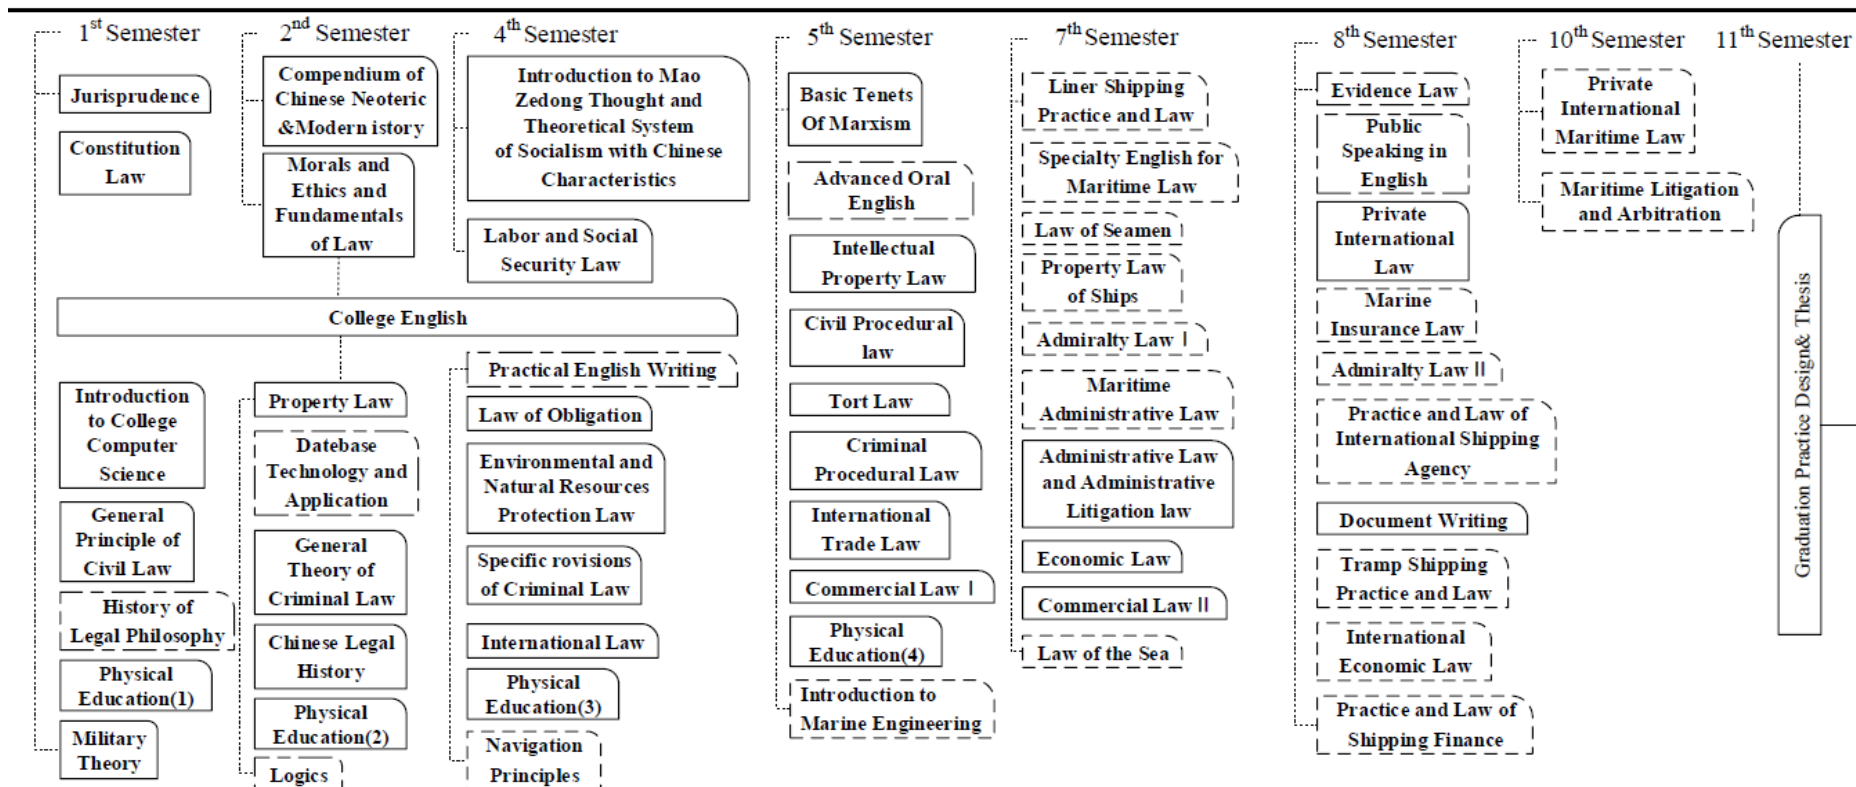 1st Semester
Jurisprudence
Constitution
Law
2nd Semester
Compendium of
Chinese Neoteric
&Modern istory
Morals and
Ethics and
Fundamentals
of Law
4th Semester
Introduction to Mao
Zedong Thought and
Theoretical System
of Socialism with Chinese
Characteristics
Labor and Social
Security Law
College English
Introduction
to College
Computer
Science
General
Principle of
Civil Law
History of
Legal Philosophy
Physical
Education(1)
Military
Theory
Property Law
Datebase
Technology and
Application
General
Theory of
Criminal Law
Chinese Legal
History
Physical
Education(2)
Logics
Practical English Writing
Law of Obligation
Environmental and
Natural Resources
Protection Law
Specific rovisions
of Criminal Law
International Law
Physical
Education(3)
Navigation
Principles
5th Semester
Basic Tenets
Of Marxism
Advanced Oral
English
Intellectual
Property Law
Civil Procedural
law
Tort Law
Criminal
Procedural Law
International
Trade Law
Commercial Law Ⅰ
Physical
Education(4)
Introduction to
Marine Engineering
7th Semester
Liner Shipping
Practice and Law
Specialty English for
Maritime Law
Law of Seamen
Property Law
of Ships
Admiralty Law Ⅰ
Maritime
Administrative Law
Administrative Law
and Administrative
Litigation law
Economic Law
Commercial Law Ⅱ
Law of the Sea
8th Semester
Evidence Law
Public
Speaking in
English
Private
International
Law
Marine
Insurance Law
Admiralty Law Ⅱ
Practice and Law of
International Shipping
Agency
Document Writing
Tramp Shipping
Practice and Law
International
Economic Law
Practice and Law of
Shipping Finance
10th Semester
Private
International
Maritime Law
Maritime Litigation
and Arbitration
11th Semester
Graduation Practice Design& Thesis